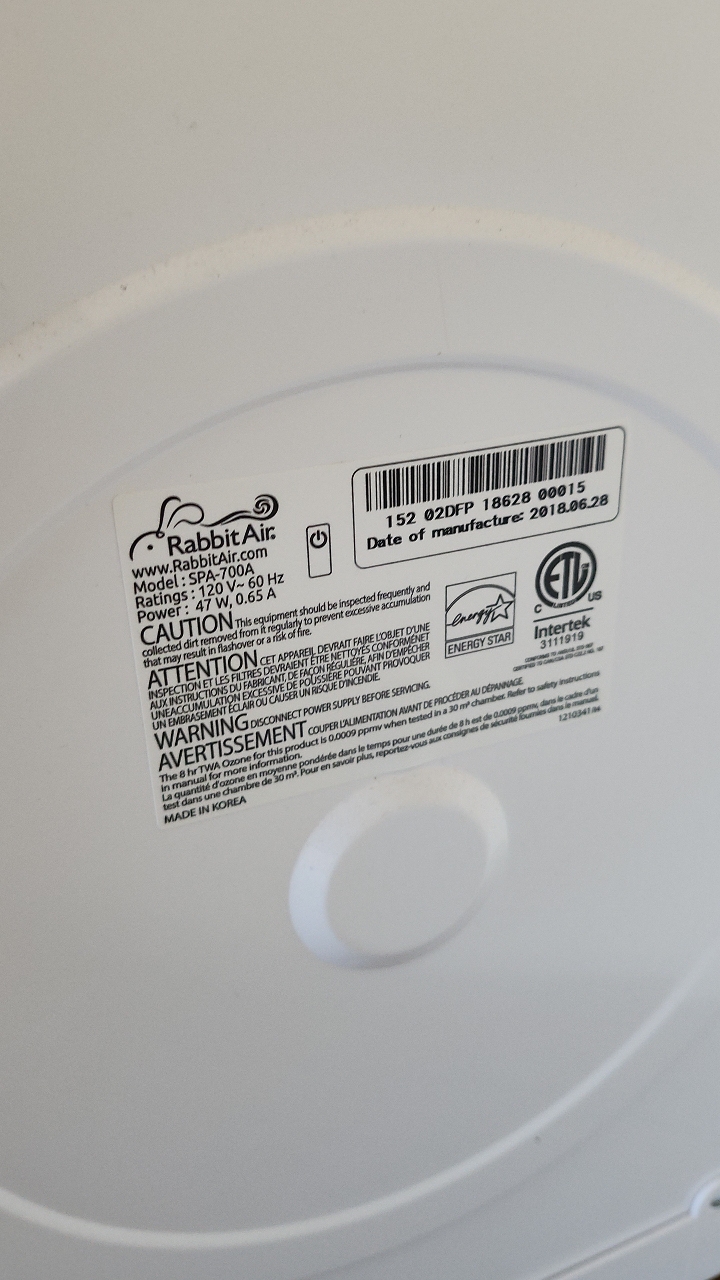 RabbitAir
www.RabbitAir.com
Model : SPA-700A
Ratings : 120 V~ 60 Hz
Power : 47 W, 0.65 A
152 02DFP 18628 00015
Date of manufacture: 2018.06.28
CAUTION This equipment should be inspected frequently and
collected dirt removed from it regularly to prevent excessive accumulation
that may result in flashover or a risk of fire.
ATTENTION CET APPAREIL DEVRAIT FAIRE L'OBJET D'UNE
INSPECTION ET LES FILTRES DEVRAIENT ÊTRE NETTOYÉS CONFORMÉNET
AUX INSTRUCTIONS DU FABRICANT, DE FAÇON RÉGULIÈRE, AFIN D'EMPÊCHER
UNE ACCUMULATION EXCESSIVE DE POUSSIÈRE POUVANT PROVOQUER
UN EMBRASEMENT ÉCLAIR OU CAUSER UN RISQUE D'INCENDIE.
energy
ENERGY STAR
ETL
C LISTED US
Intertek
3111919
WARNING DISCONNECT POWER SUPPLY BEFORE SERVICING.
AVERTISSEMENT COUPER L'ALIMENTATION AVANT DE PROCÉDER AU DÉPANNAGE.
The 8 hr TWA Ozone for this product is 0.0009 ppmv when tested in a 30 m³ chamber. Refer to safety instructions
in manual for more information.
La quantité d'ozone en moyenne pondérée dans le temps pour une durée de 8 h est de 0.0009 ppmv, dans le cadre d'un
test dans une chambre de 30 m³. Pour en savoir plus, reportez-vous aux consignes de sécurité fournies dans le manuel.
MADE IN KOREA